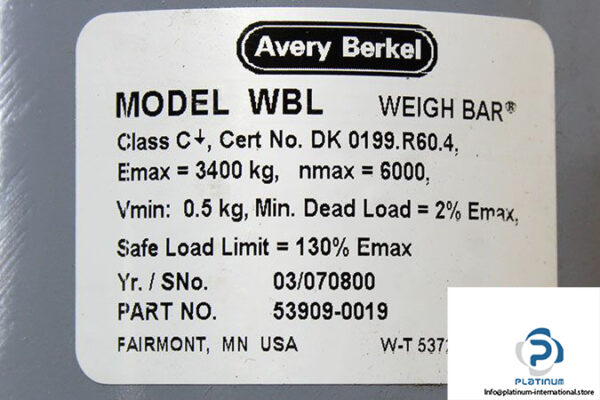 Avery Berkel
MODEL WBL WEIGH BAR®
Class C↓, Cert No. DK 0199.R60.4,
Emax = 3400 kg, nmax = 6000,
Vmin: 0.5 kg, Min. Dead Load = 2% Emax,
Safe Load Limit = 130% Emax
Yr. / SNo. 03/070800
PART NO. 53909-0019
FAIRMONT, MN USA W-T 5372
PLATINUM
Info@platinum-international.store